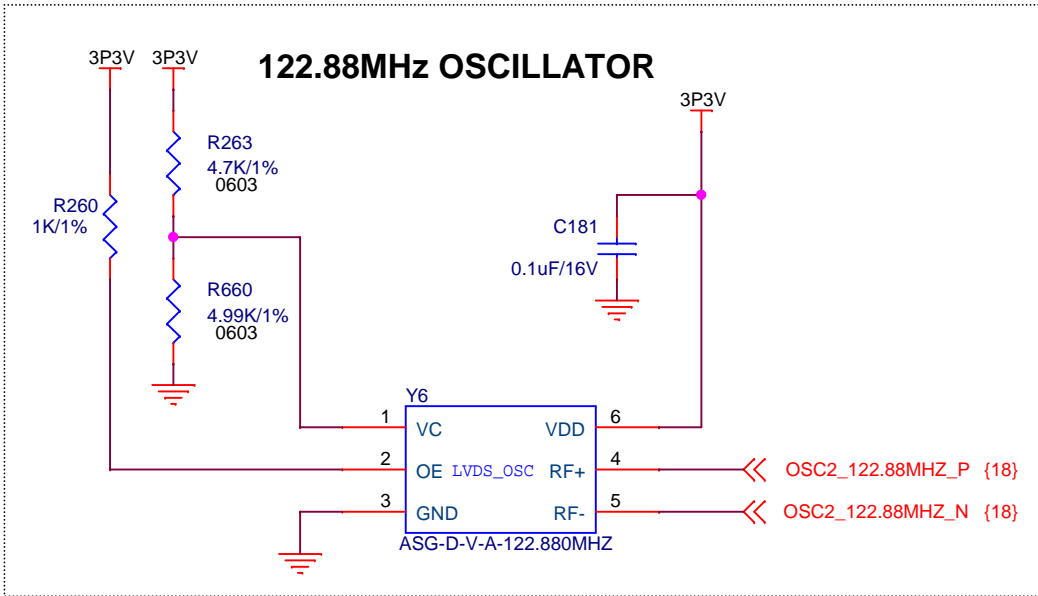 122.88MHz OSCILLATOR
3P3V
3P3V
3P3V
R263
4.7K/1%
0603
R260
1K/1%
C181
0.1uF/16V
R660
4.99K/1%
0603
Y6
1
VC
VDD
6
2
OE
LVDS_OSC
RF+
4
OSC2_122.88MHZ_P {18}
3
GND
RF-
5
OSC2_122.88MHZ_N {18}
ASG-D-V-A-122.880MHZ